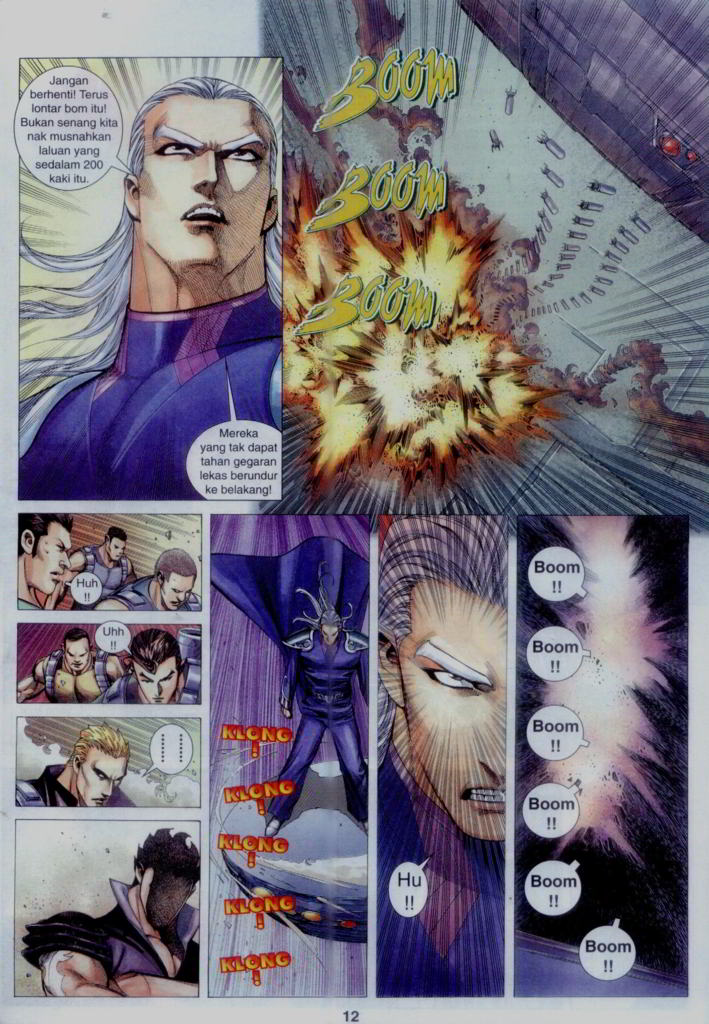 Jangan
berhenti! Terus
lontar bom itu!
Bukan senang kita
nak musnahkan
laluan yang
sedalam 200
kaki itu.
BOOM
BOOM
BOOM
Mereka
yang tak dapat
tahan gegaran
lekas berundur
ke belakang!
Huh
!!
Uhh
!!
KLONG
!
KLONG
!
KLONG
!
KLONG
!
KLONG
!
Hu
!!
Boom
!!
Boom
!!
Boom
!!
Boom
!!
Boom
!!
Boom
!!
12